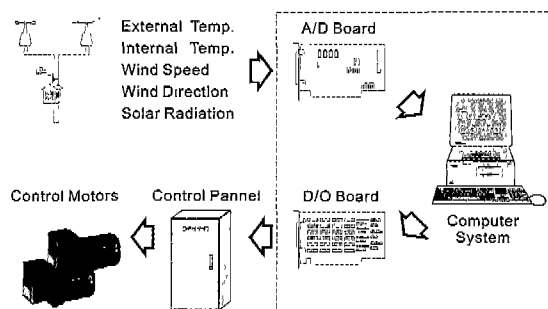 External Temp.
Internal Temp.
Wind Speed
Wind Direction
Solar Radiation
A/D Board
Control Motors
Control Pannel
D/O Board
Computer
System